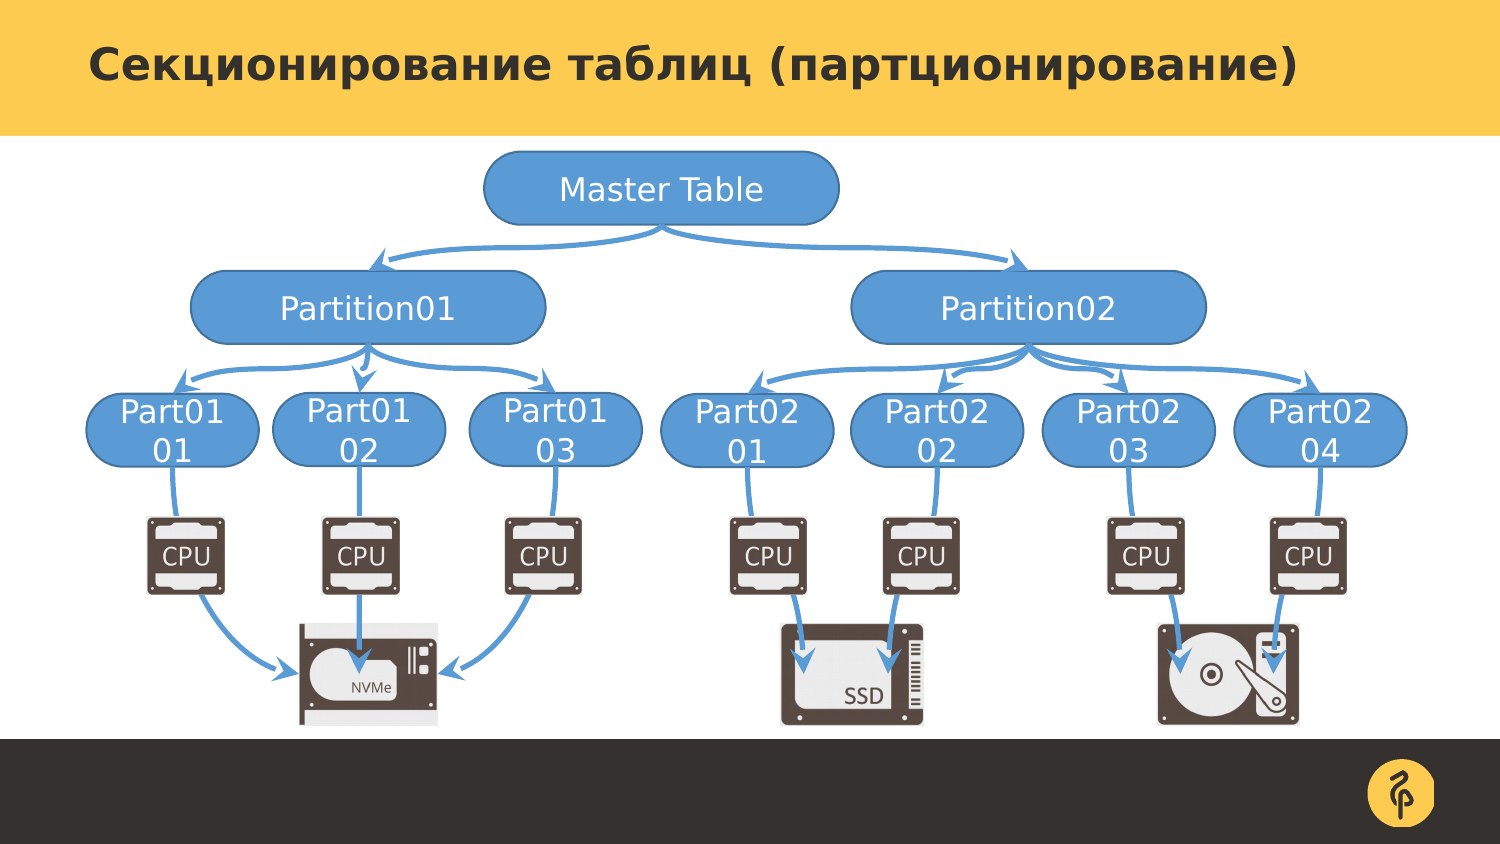 Секционирование таблиц (партционирование)
Master Table
Partition01
Partition02
Part01
01
Part01
02
Part01
03
Part02
01
Part02
02
Part02
03
Part02
04
CPU
CPU
CPU
CPU
CPU
CPU
CPU
NVMe
SSD